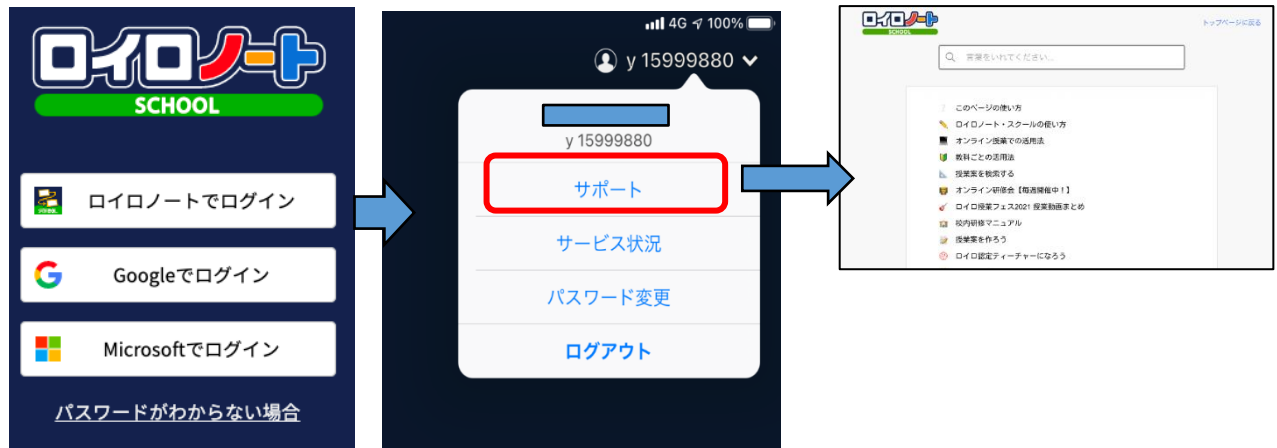 ロイロノート
SCHOOL
ロイロノートでログイン
Googleでログイン
Microsoftでログイン
パスワードがわからない場合
4G 100%
y 15999880
y 15999880
サポート
サービス状況
パスワード変更
ログアウト
ロイロノート
SCHOOL
トップページに戻る
言葉をいれてください...
このページの使い方
ロイロノート・スクールの使い方
オンライン授業での活用法
教科ごとの活用法
授業案を検索する
オンライン研修会【毎週開催中!】
ロイロ授業フェス2021 授業動画まとめ
校内研修マニュアル
授業案を作ろう
ロイロ認定ティーチャーになろう